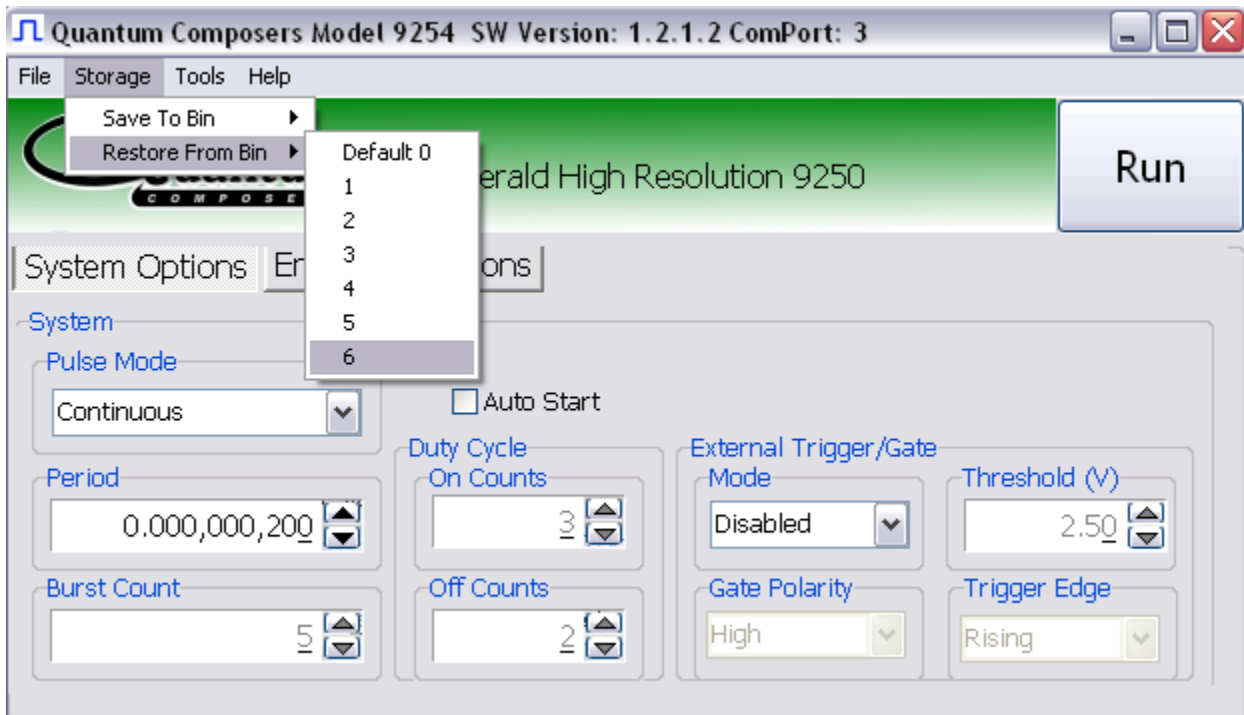 Quantum Composers Model 9254 SW Version: 1.2.1.2 ComPort: 3
File Storage Tools Help
Save To Bin
Restore From Bin
Default 0
1
2
3
4
5
6
COMPOSE
erald High Resolution 9250
Run
System Options
ons
System
Pulse Mode
Continuous
Auto Start
Period
0.000,000,200
Burst Count
5
Duty Cycle
On Counts
3
Off Counts
2
External Trigger/Gate
Mode
Disabled
Threshold (V)
2.50
Gate Polarity
High
Trigger Edge
Rising